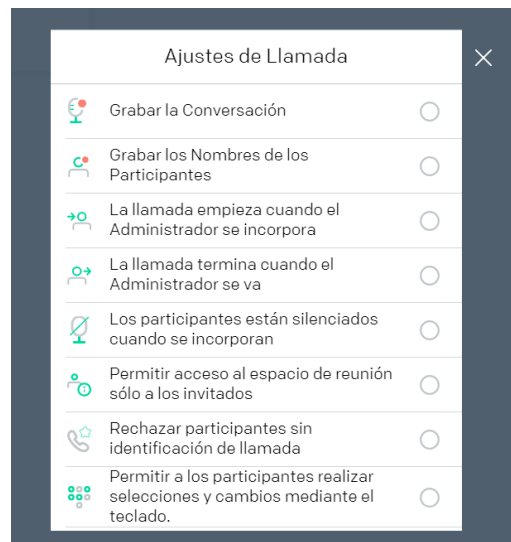 Ajustes de Llamada
Grabar la Conversación
Grabar los Nombres de los
Participantes
La llamada empieza cuando el
Administrador se incorpora
La llamada termina cuando el
Administrador se va
Los participantes están silenciados
cuando se incorporan
Permitir acceso al espacio de reunión
sólo a los invitados
Rechazar participantes sin
identificación de llamada
Permitir a los participantes realizar
selecciones y cambios mediante el
teclado.